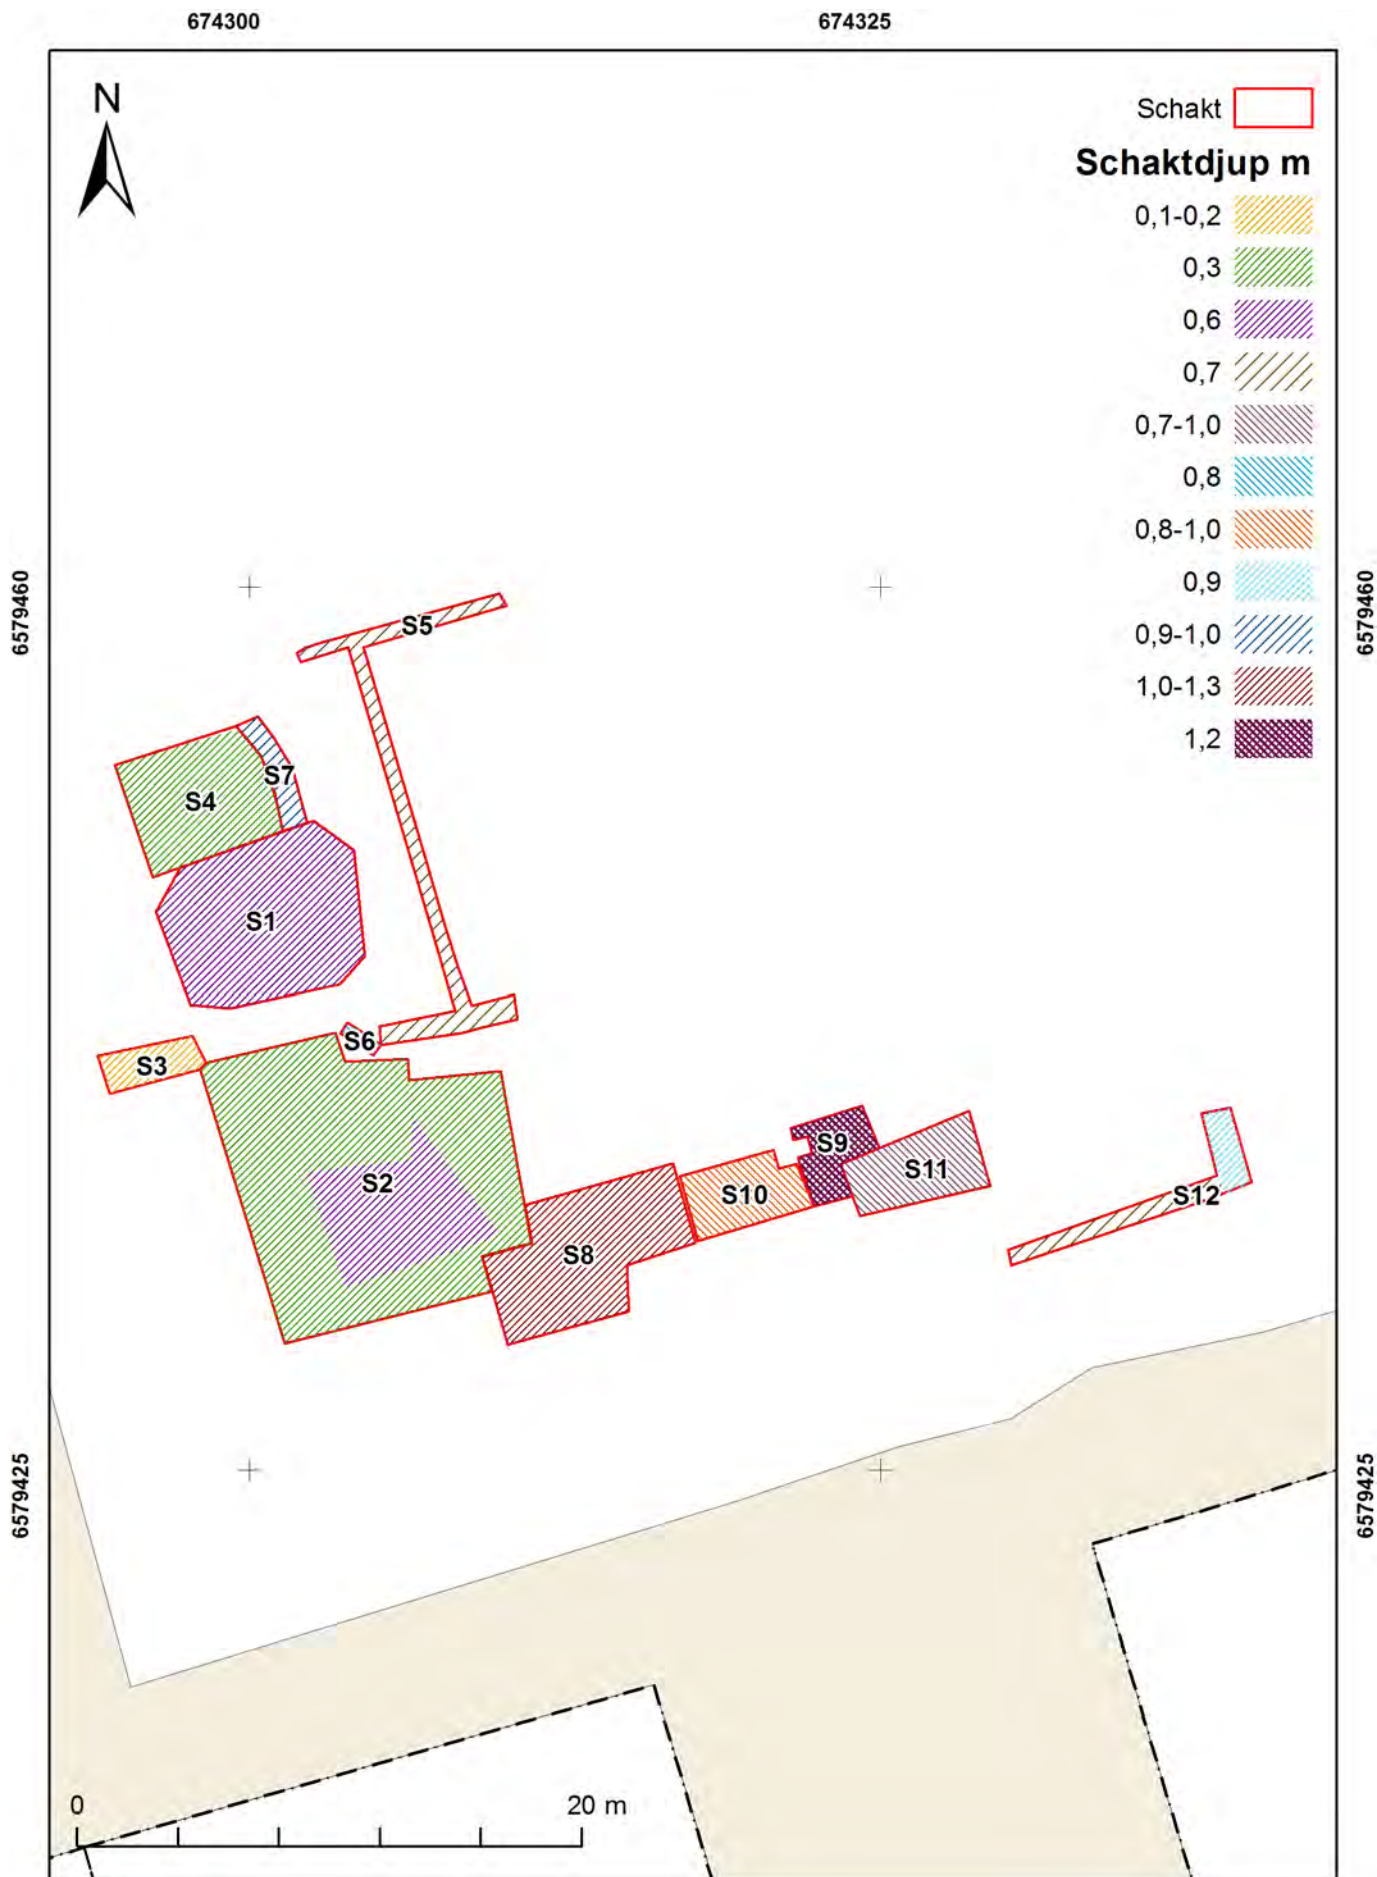 674300 674325
N
Schakt
Schaktdjup m
0,1-0,2
0,3
0,6
0,7
0,7-1,0
0,8
0,8-1,0
0,9
0,9-1,0
1,0-1,3
1,2
6579460 6579460
S5
S7
S4
S1
S6
S3
S9
S11
S2
S10
S12
S8
6579425 6579425
0 20 m